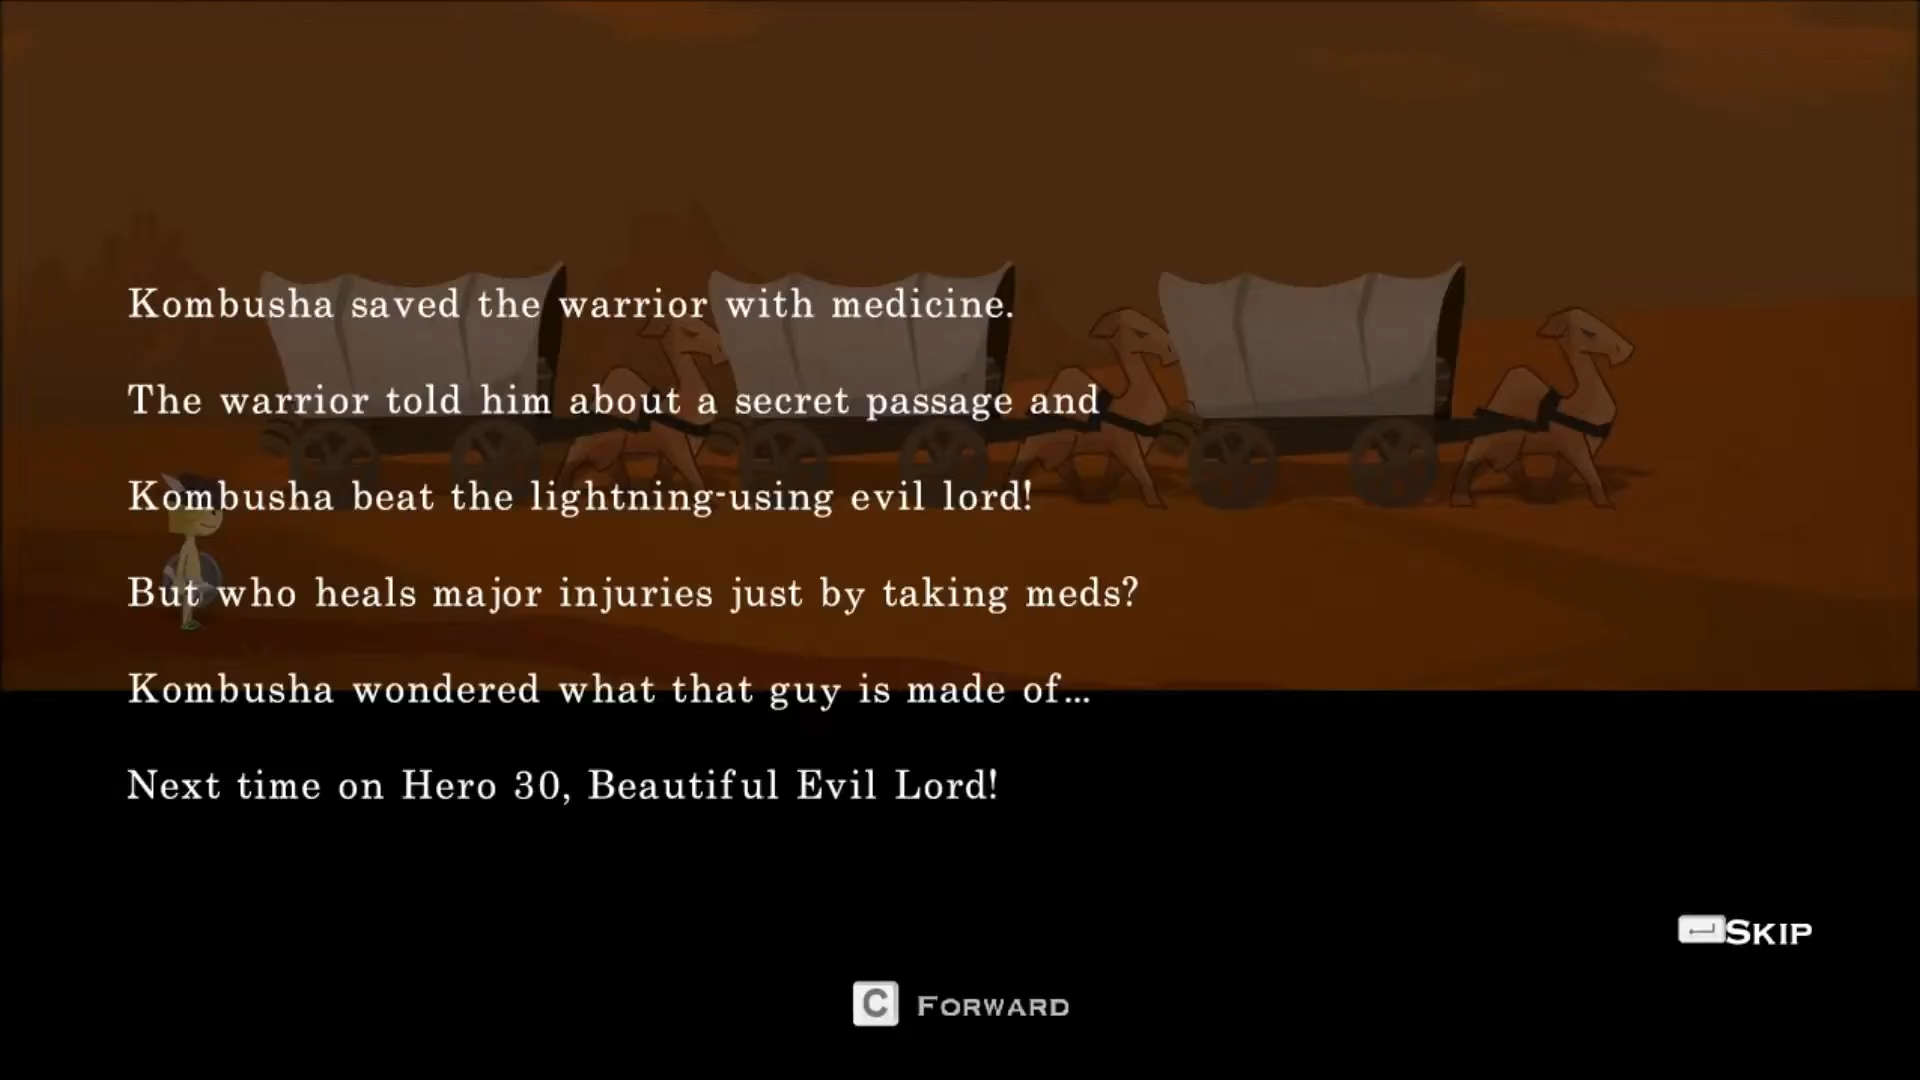 Kombusha saved the warrior with medicine.
The warrior told him about a secret passage and
Kombusha beat the lightning-using evil lord!
But who heals major injuries just by taking meds?
Kombusha wondered what that guy is made of...
Next time on Hero 30, Beautiful Evil Lord!
SKIP
C FORWARD